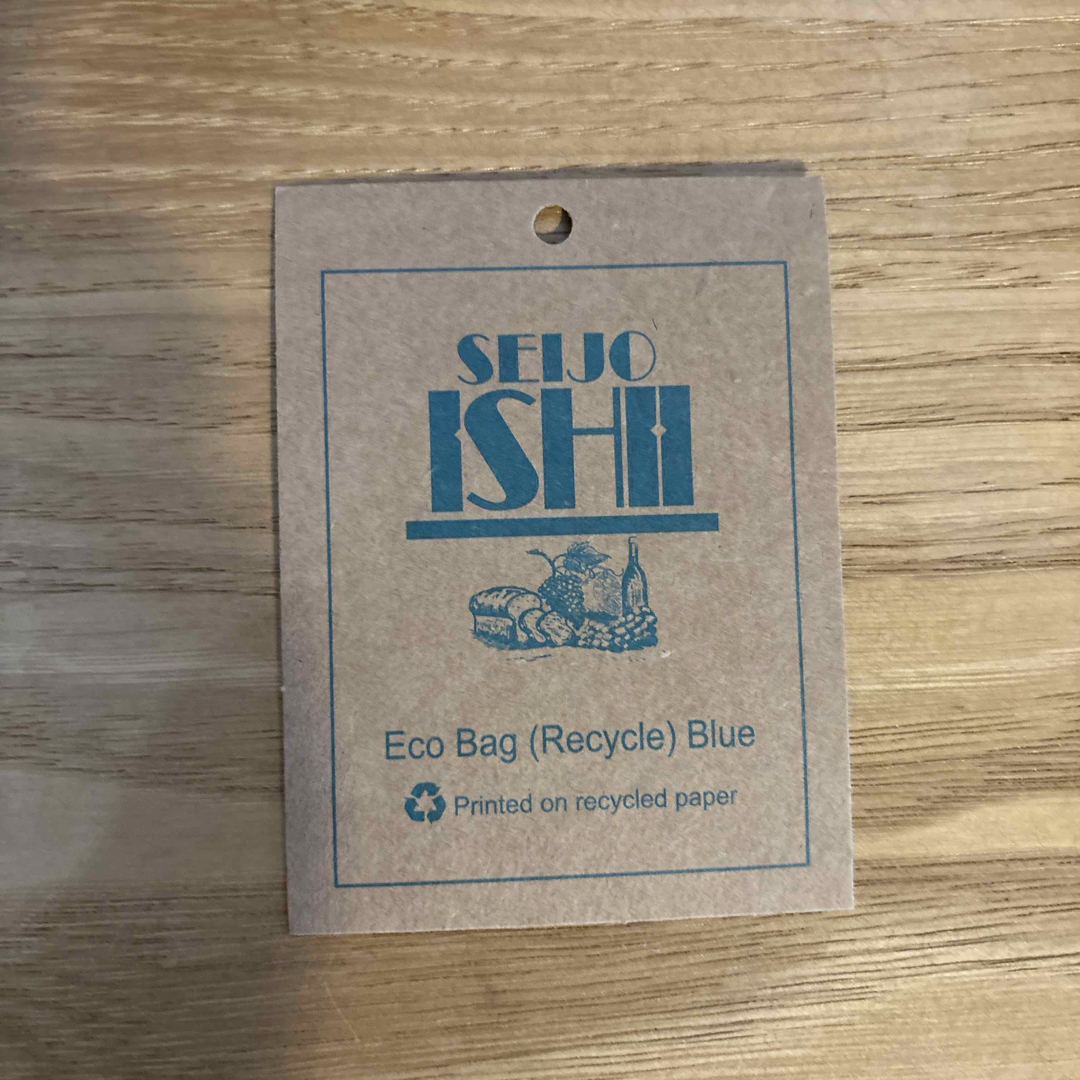 SEIJO
ISHII
Eco Bag (Recycle) Blue
Printed on recycled paper